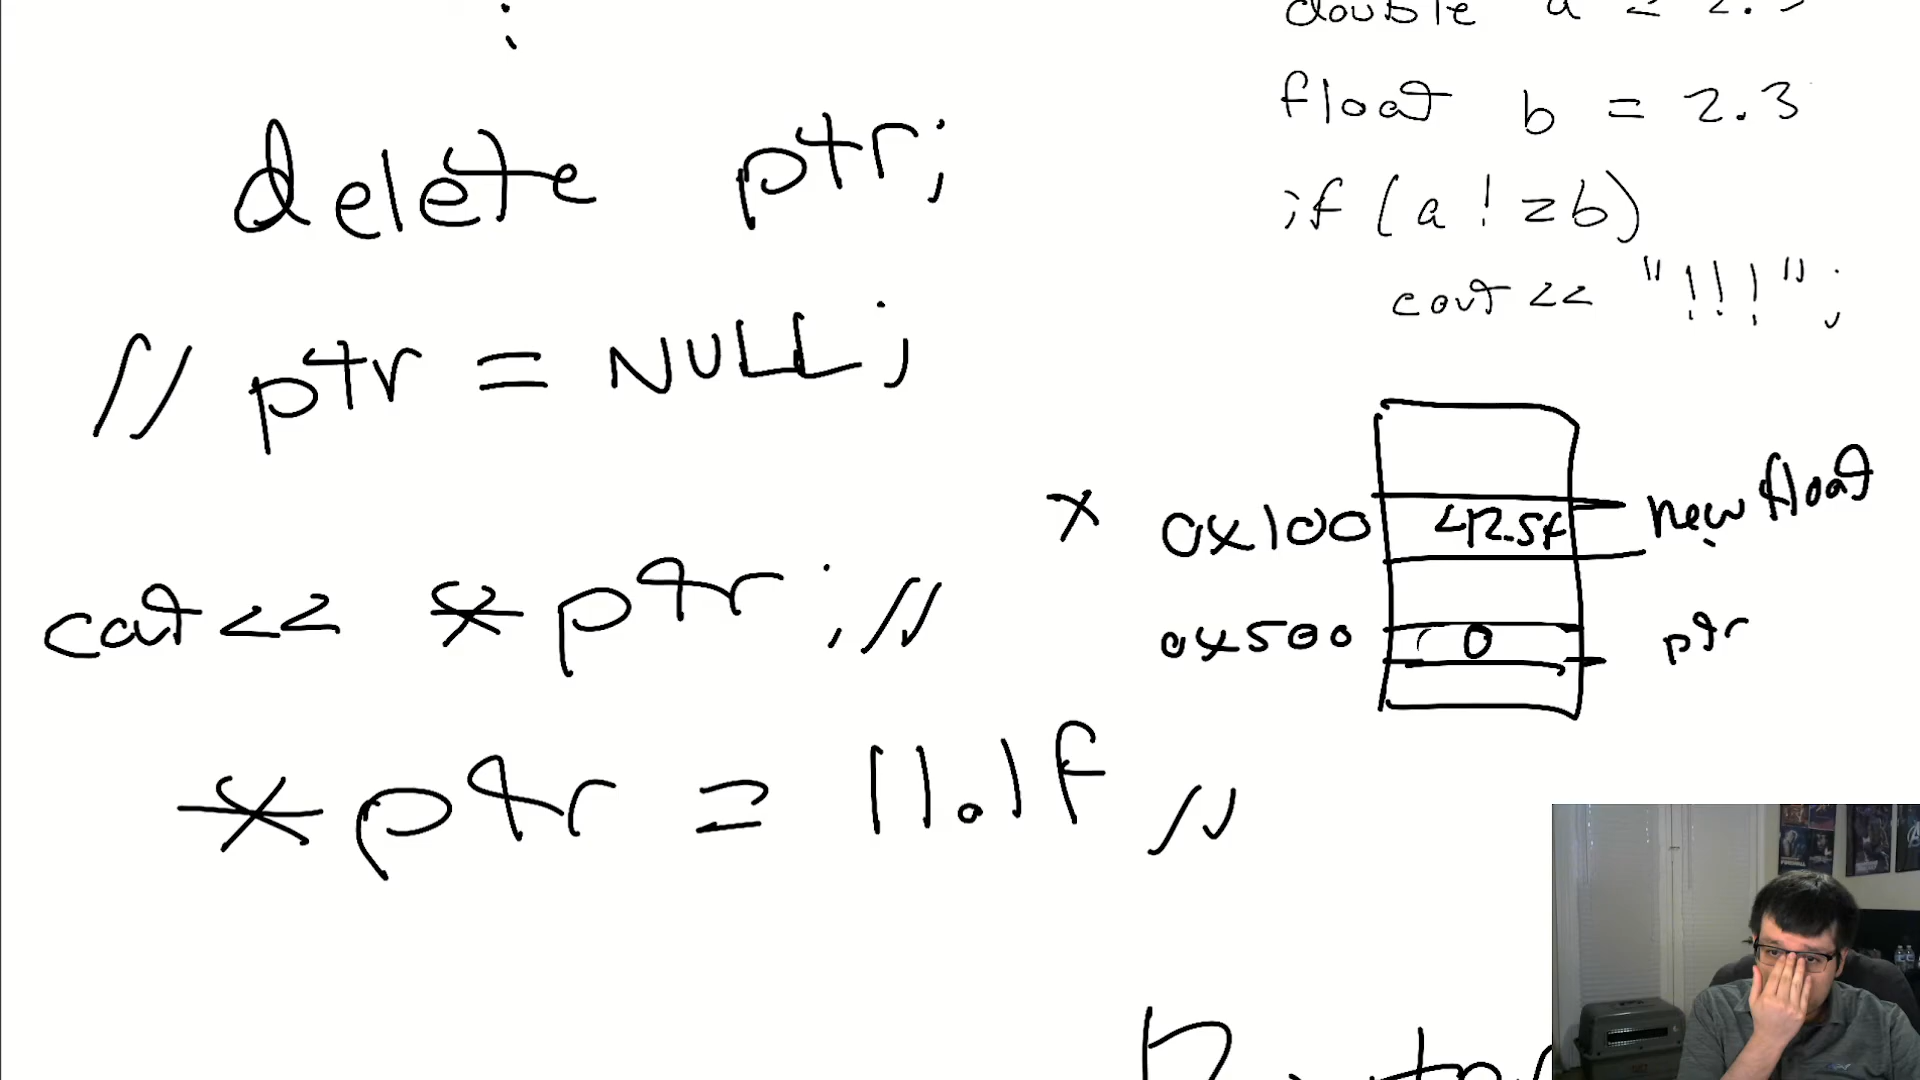 delete ptr;
// ptr = NULL;
cout << *ptr; //
*ptr = 11.1f //
float b = 2.3
if (a != b)
cout << "!!!";
x 0x100 42.5f new float
0x500 0 ptr